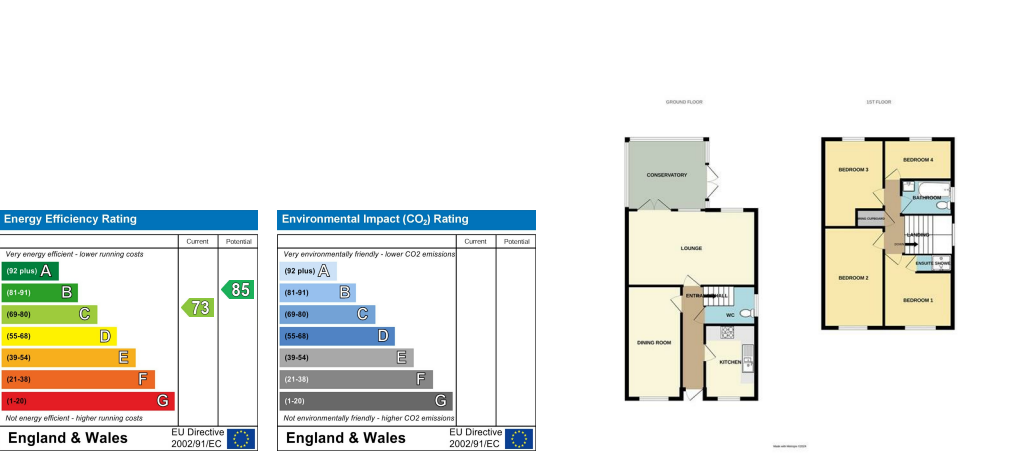 Energy Efficiency Rating
Current Potential
Very energy efficient - lower running costs
(92 plus) A
(81-91) B
(69-80) C
(55-68) D
(39-54) E
(21-38) F
(1-20) G
73
85
Not energy efficient - higher running costs
England & Wales
EU Directive
2002/91/EC
Environmental Impact (CO₂) Rating
Current Potential
Very environmentally friendly - lower CO2 emissions
(92 plus) A
(81-91) B
(69-80) C
(55-68) D
(39-54) E
(21-38) F
(1-20) G
Not environmentally friendly - higher CO2 emissions
England & Wales
EU Directive
2002/91/EC
GROUND FLOOR
CONSERVATORY
LOUNGE
ENTRANCE HALL
WC
DINING ROOM
KITCHEN
1ST FLOOR
BEDROOM 4
BEDROOM 3
BATHROOM
LANDING
ENSUITE SHOWER
BEDROOM 2
BEDROOM 1